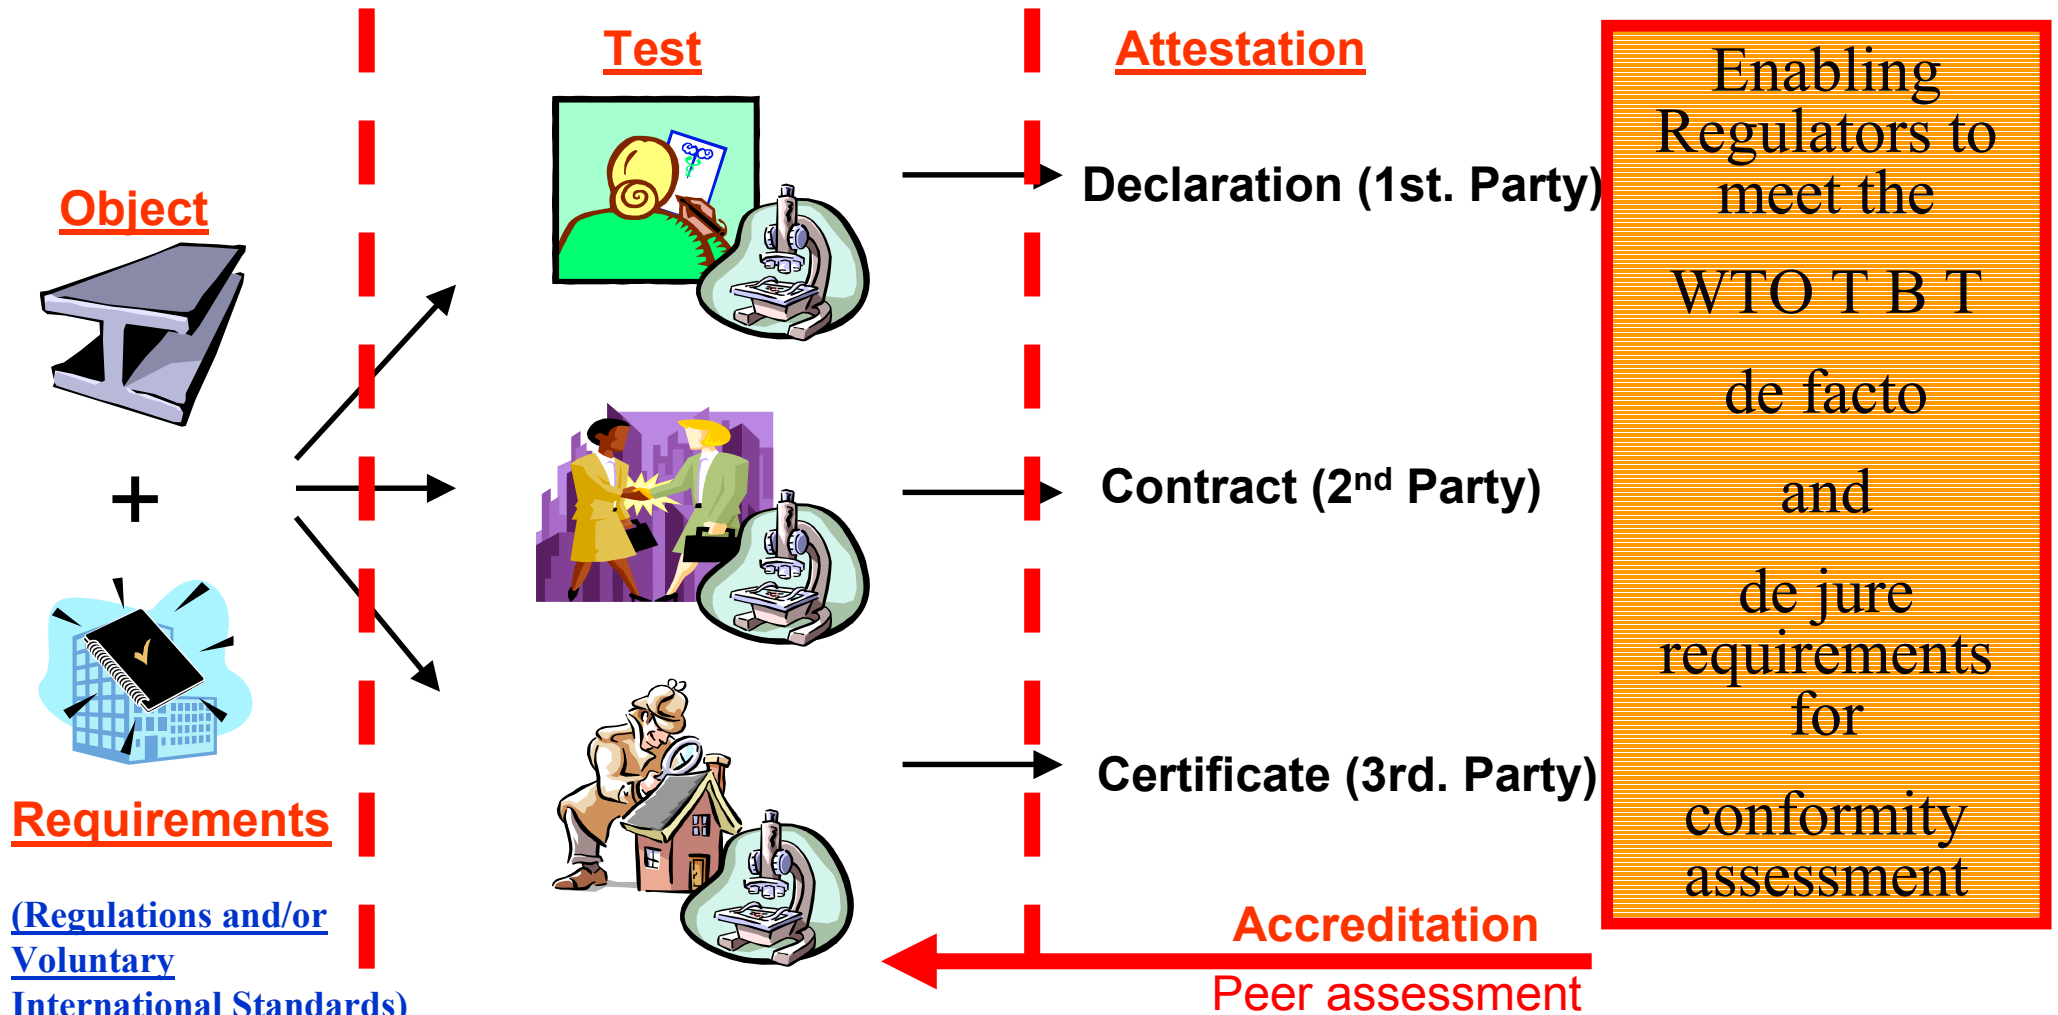 Object
+
Requirements
(Regulations and/or
Voluntary
International Standards)
Test
Attestation
Declaration (1st. Party)
Contract (2nd Party)
Certificate (3rd. Party)
Accreditation
Peer assessment
Enabling
Regulators to
meet the
WTO T B T
de facto
and
de jure
requirements
for
conformity
assessment